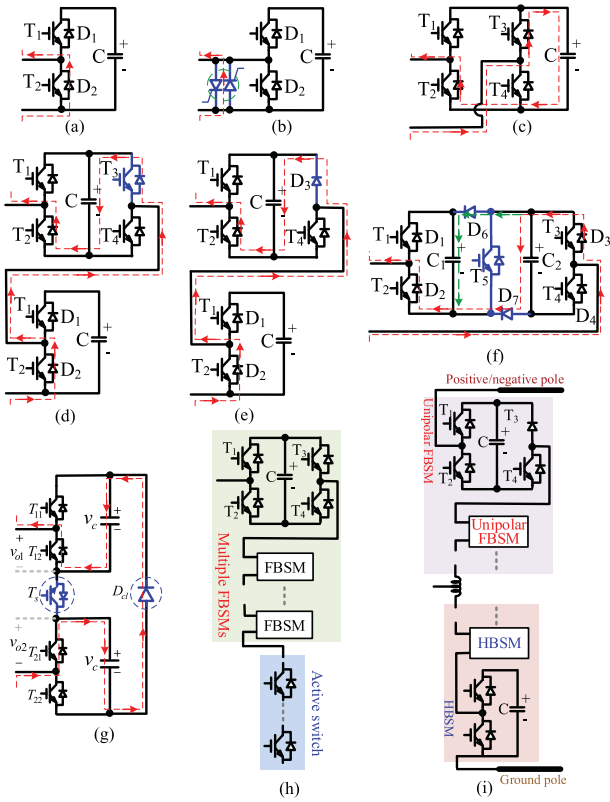 T1 D1 C + -
T2 D2
(a)
D1 C + -
D2
(b)
T1 T3 C + -
T2 T4
(c)
T1 C + - T3
T2 T4
T1 D1 C + -
T2 D2
(d)
T1 C + - D3
T2 T4
T1 D1 C + -
T2 D2
(e)
T1 D1 C1 + - D6 T5 C2 + - T3 D3
T2 D2 D7 T4 D4
(f)
T11 vc + -
+ vo1 T12 -
Ts Dcl
+ vo2 T21 vc + -
- T22
(g)
Multiple FBSMs
T1 C + - T3
T2 T4
FBSM
FBSM
Active switch
(h)
Positive/negative pole
Unipolar FBSM
T1 C + - T3
T2 T4
Unipolar
FBSM
HBSM
HBSM
C + -
Ground pole
(i)